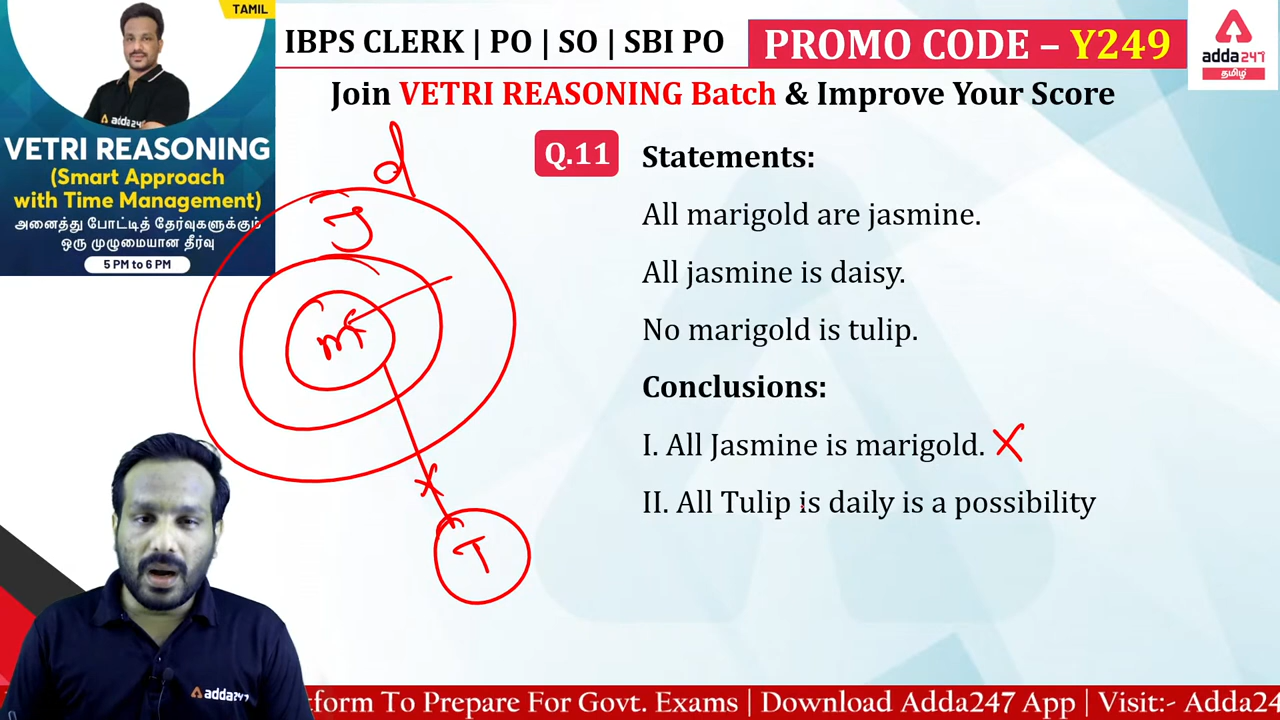 TAMIL
adda247
VETRI REASONING
(Smart Approach
with Time Management)
அனைத்து போட்டித் தேர்வுகளுக்கும்
ஒரு முழுமையான தீர்வு
5 PM to 6 PM
IBPS CLERK | PO | SO | SBI PO
PROMO CODE – Y249
adda247
தமிழ்
Join VETRI REASONING Batch & Improve Your Score
Q.11 Statements:
All marigold are jasmine.
All jasmine is daisy.
No marigold is tulip.
Conclusions:
I. All Jasmine is marigold. X
II. All Tulip is daily is a possibility
d
J
m
T
adda247
tform To Prepare For Govt. Exams | Download Adda247 App | Visit:- Adda24